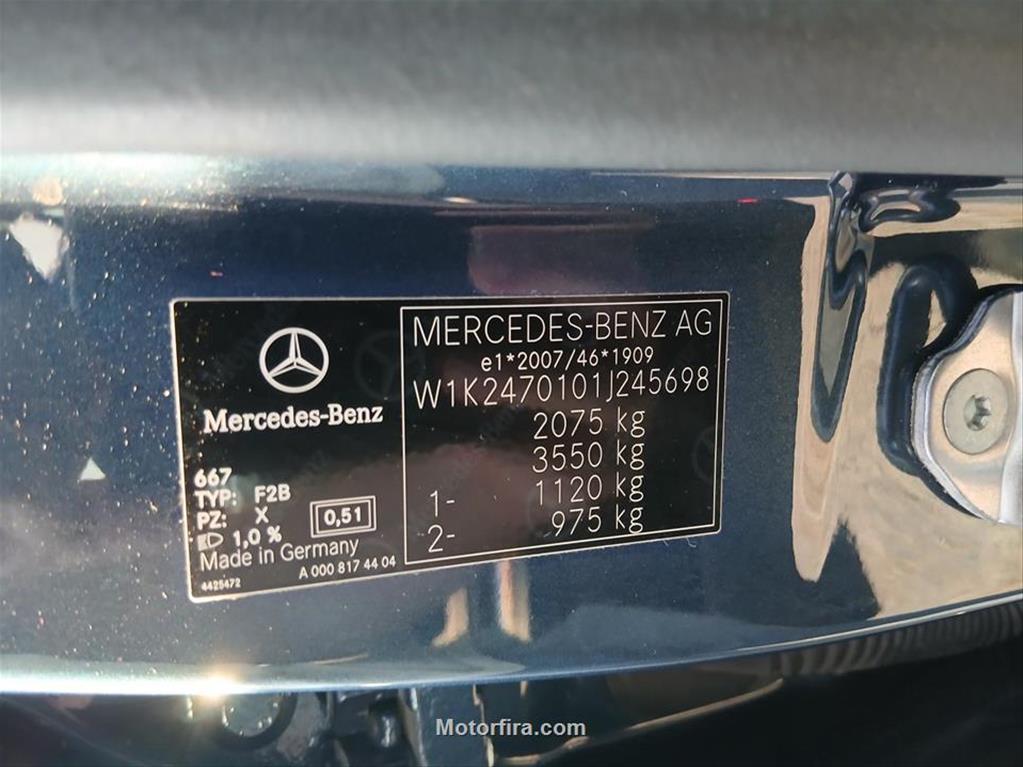 Mercedes-Benz
667
TYP: F2B
PZ: X
0,51
1,0 %
Made in Germany
4425472
A 000 817 44 04
MERCEDES-BENZ AG
e1*2007/46*1909
W1K2470101J245698
2075 kg
3550 kg
1- 1120 kg
2- 975 kg
Motorfira.com